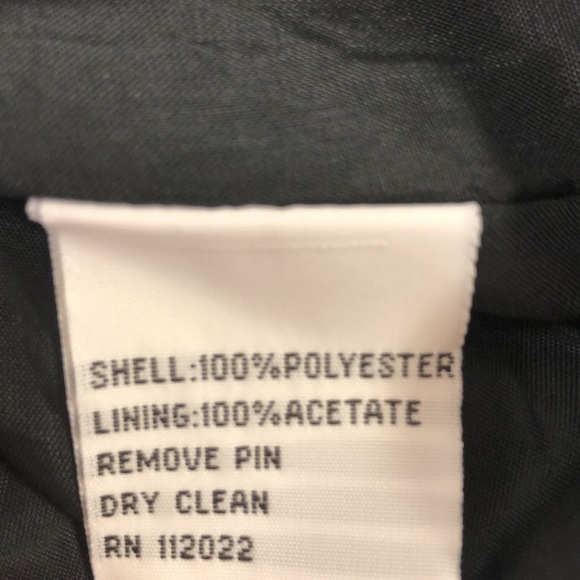 SHELL:100%POLYESTER
LINING:100%ACETATE
REMOVE PIN
DRY CLEAN
RN 112022